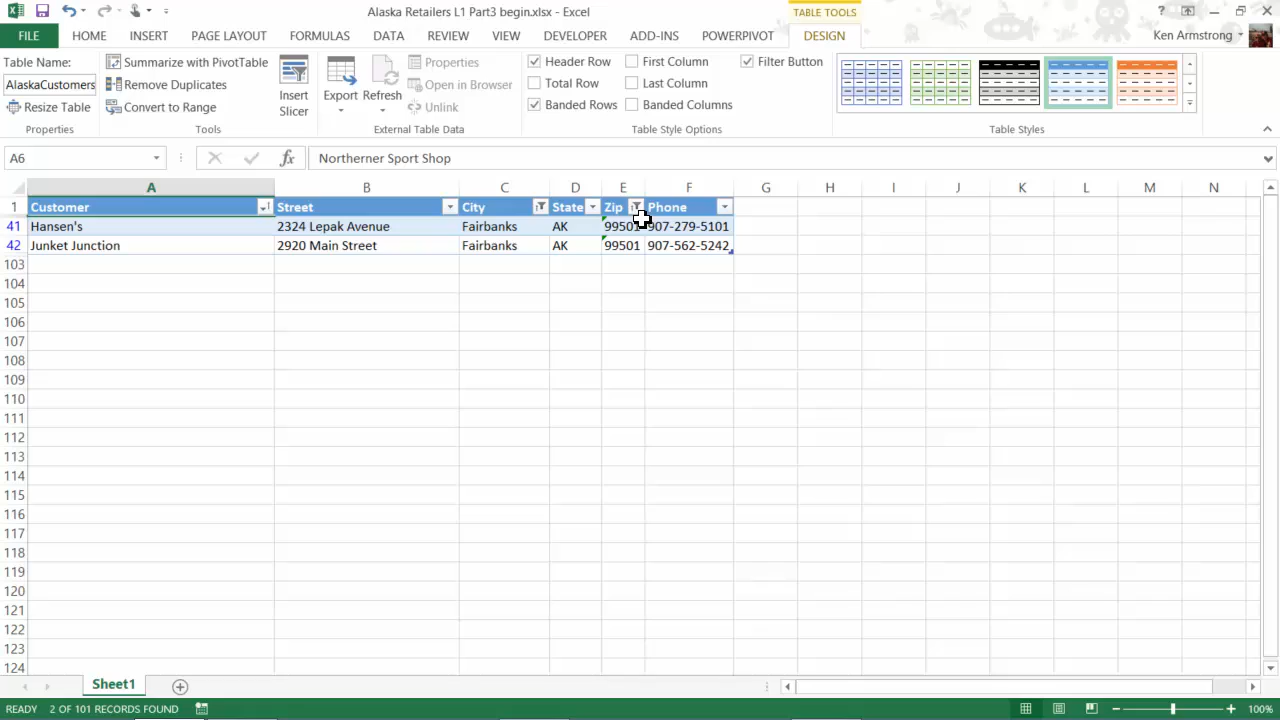 Alaska Retailers L1 Part3 begin.xlsx - Excel
TABLE TOOLS
?
FILE HOME INSERT PAGE LAYOUT FORMULAS DATA REVIEW VIEW DEVELOPER ADD-INS POWERPIVOT DESIGN Ken Armstrong
Table Name:
AlaskaCustomers
Resize Table
Properties
Summarize with PivotTable
Remove Duplicates
Convert to Range
Tools
Insert
Slicer
Export Refresh
Properties
Open in Browser
Unlink
External Table Data
Header Row First Column Filter Button
Total Row Last Column
Banded Rows Banded Columns
Table Style Options
Table Styles
A6 fx Northerner Sport Shop
A B C D E F G H I J K L M N
1 Customer Street City State Zip Phone
41 Hansen's 2324 Lepak Avenue Fairbanks AK 99501 907-279-5101
42 Junket Junction 2920 Main Street Fairbanks AK 99501 907-562-5242
103
104
105
106
107
108
109
110
111
112
113
114
115
116
117
118
119
120
121
122
123
124
Sheet1
READY 2 OF 101 RECORDS FOUND 100%